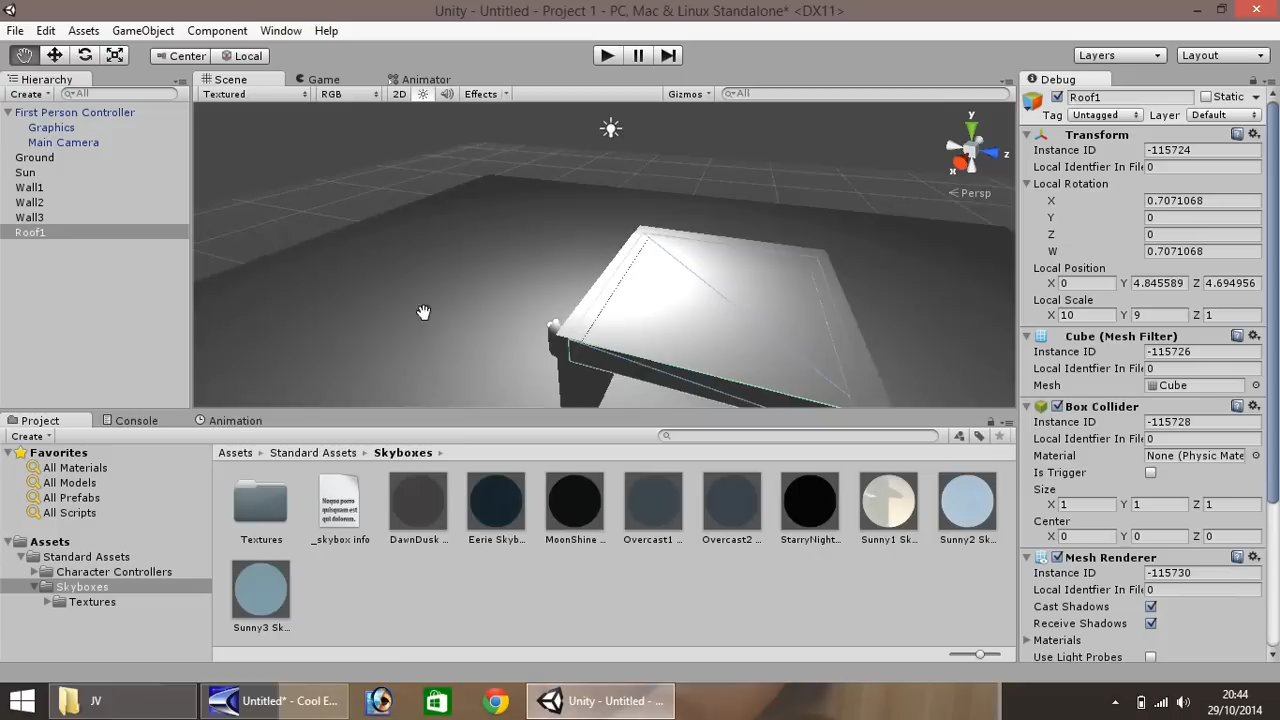 Unity - Untitled - Project 1 - PC, Mac & Linux Standalone* <DX11>
File Edit Assets GameObject Component Window Help
Center Local Layers Layout
Hierarchy
Create All
First Person Controller
Graphics
Main Camera
Ground
Sun
Wall1
Wall2
Wall3
Roof1
Scene Game Animator
Textured RGB 2D Effects Gizmos All
y
z
x
Persp
Debug
Roof1 Static
Tag Untagged Layer Default
Transform
Instance ID -115724
Local Identfier In File 0
Local Rotation
X 0.7071068
Y 0
Z 0
W 0.7071068
Local Position
X 0 Y 4.845589 Z 4.694956
Local Scale
X 10 Y 9 Z 1
Cube (Mesh Filter)
Instance ID -115726
Local Identfier In File 0
Mesh Cube
Box Collider
Instance ID -115728
Local Identfier In File 0
Material None (Physic Mate
Is Trigger
Size
X 1 Y 1 Z 1
Center
X 0 Y 0 Z 0
Mesh Renderer
Instance ID -115730
Local Identfier In File 0
Cast Shadows
Receive Shadows
Materials
Use Light Probes
Project Console Animation
Create
Favorites
All Materials
All Models
All Prefabs
All Scripts
Assets
Standard Assets
Character Controllers
Skyboxes
Textures
Assets Standard Assets Skyboxes
Textures _skybox info DawnDusk ... Eerie Skyb... MoonShine ... Overcast1 ... Overcast2 ... StarryNight... Sunny1 Sk... Sunny2 Sk...
Sunny3 Sk...
JV
Untitled* - Cool E...
Unity - Untitled - ...
20:44
29/10/2014